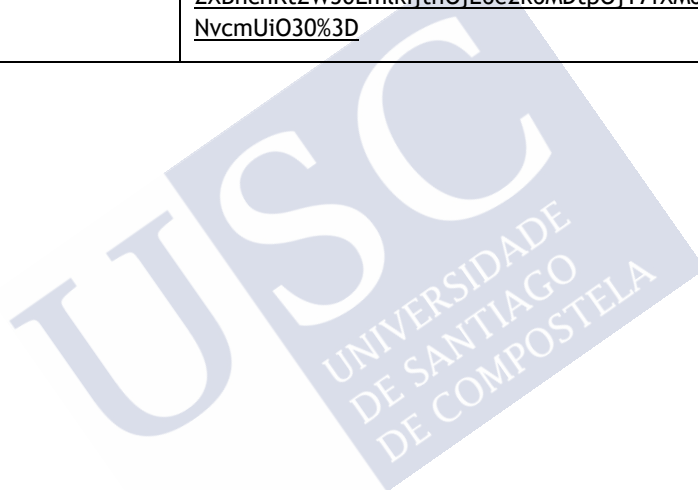 NvcmUiO30%3D
USC
UNIVERSIDADE
DE SANTIAGO
DE COMPOSTELA